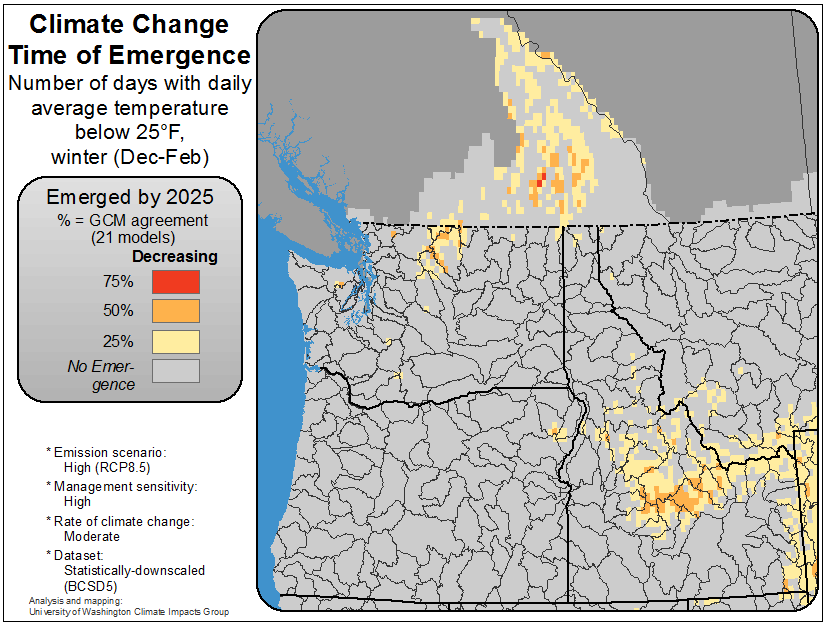 Climate Change
Time of Emergence
Number of days with daily
average temperature
below 25°F,
winter (Dec-Feb)
Emerged by 2025
% = GCM agreement
(21 models)
Decreasing
75%
50%
25%
No Emer-
gence
* Emission scenario:
High (RCP8.5)
* Management sensitivity:
High
* Rate of climate change:
Moderate
* Dataset:
Statistically-downscaled
(BCSD5)
Analysis and mapping:
University of Washington Climate Impacts Group